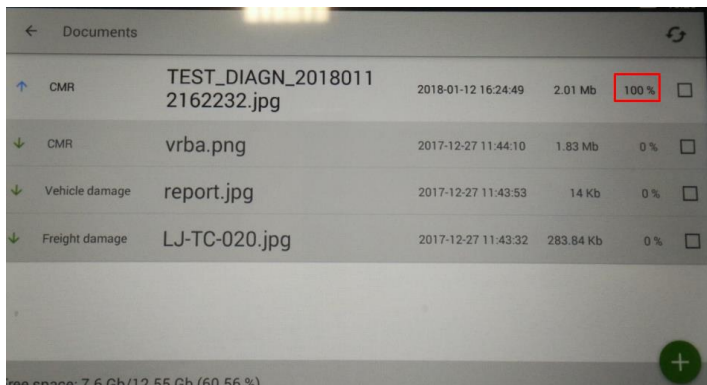 Documents
CMR TEST_DIAGN_2018011 2018-01-12 16:24:49 2.01 Mb 100 %
2162232.jpg
CMR vrba.png 2017-12-27 11:44:10 1.83 Mb 0 %
Vehicle damage report.jpg 2017-12-27 11:43:53 14 Kb 0 %
Freight damage LJ-TC-020.jpg 2017-12-27 11:43:32 283.84 Kb 0 %
space: 7.6 Gb/12.55 Gb (60.56 %)